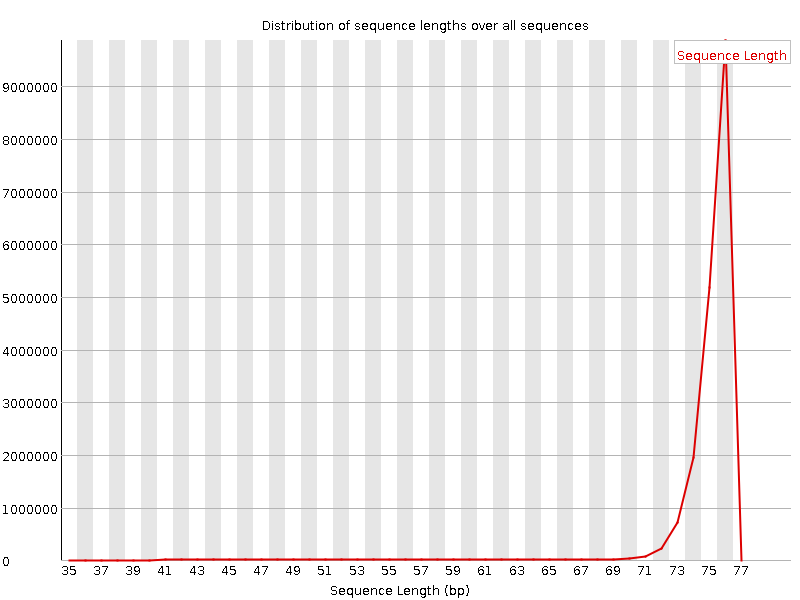 Distribution of sequence lengths over all sequences
Sequence Length
9000000
8000000
7000000
6000000
5000000
4000000
3000000
2000000
1000000
0
35 37 39 41 43 45 47 49 51 53 55 57 59 61 63 65 67 69 71 73 75 77
Sequence Length (bp)